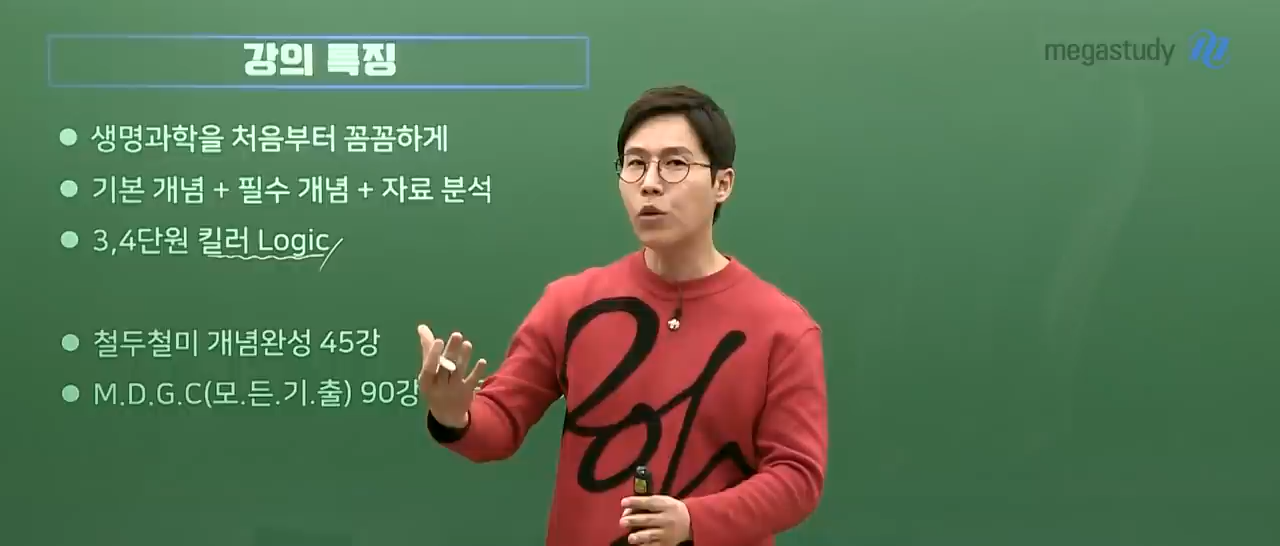 강의 특징
megastudy
생명과학을 처음부터 꼼꼼하게
기본 개념 + 필수 개념 + 자료 분석
3,4단원 킬러 Logic
철두철미 개념완성 45강
M.D.G.C(모.든.기.출) 90강